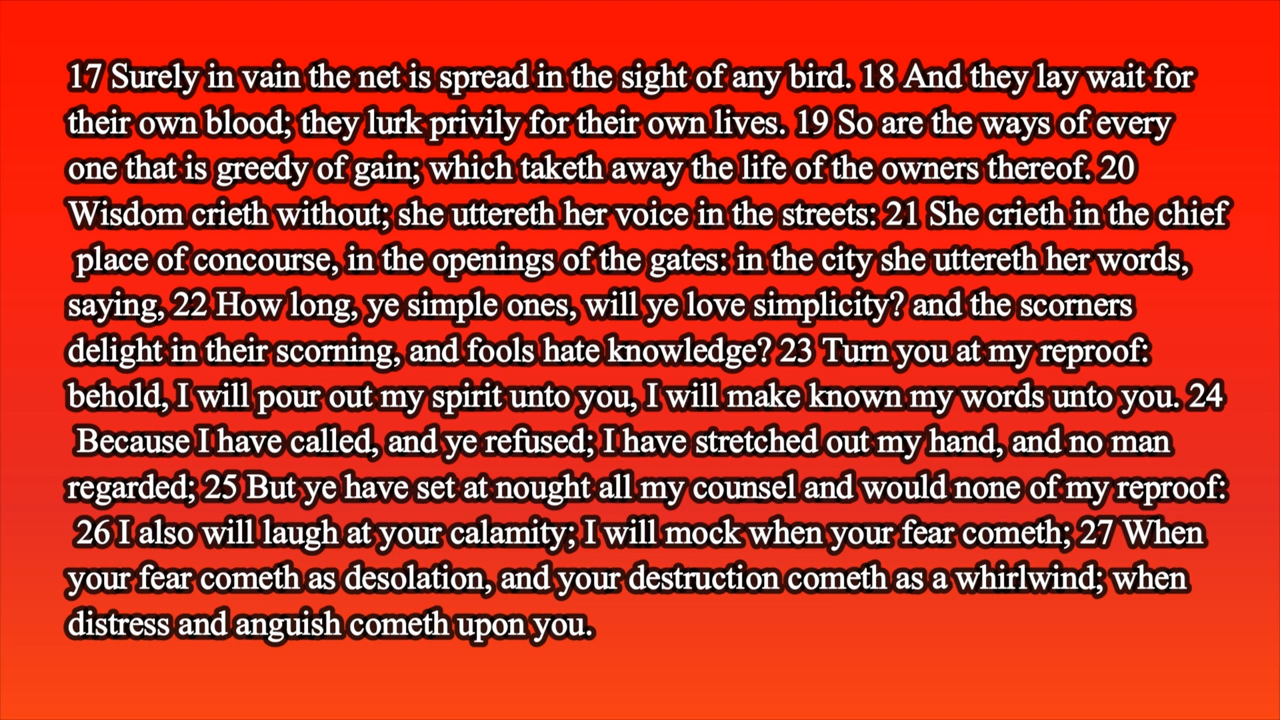 17 Surely in vain the net is spread in the sight of any bird. 18 And they lay wait for
their own blood; they lurk privily for their own lives. 19 So are the ways of every
one that is greedy of gain; which taketh away the life of the owners thereof. 20
Wisdom crieth without; she uttereth her voice in the streets: 21 She crieth in the chief
place of concourse, in the openings of the gates: in the city she uttereth her words,
saying, 22 How long, ye simple ones, will ye love simplicity? and the scorners
delight in their scorning, and fools hate knowledge? 23 Turn you at my reproof:
behold, I will pour out my spirit unto you, I will make known my words unto you. 24
Because I have called, and ye refused; I have stretched out my hand, and no man
regarded; 25 But ye have set at nought all my counsel and would none of my reproof:
26 I also will laugh at your calamity; I will mock when your fear cometh; 27 When
your fear cometh as desolation, and your destruction cometh as a whirlwind; when
distress and anguish cometh upon you.